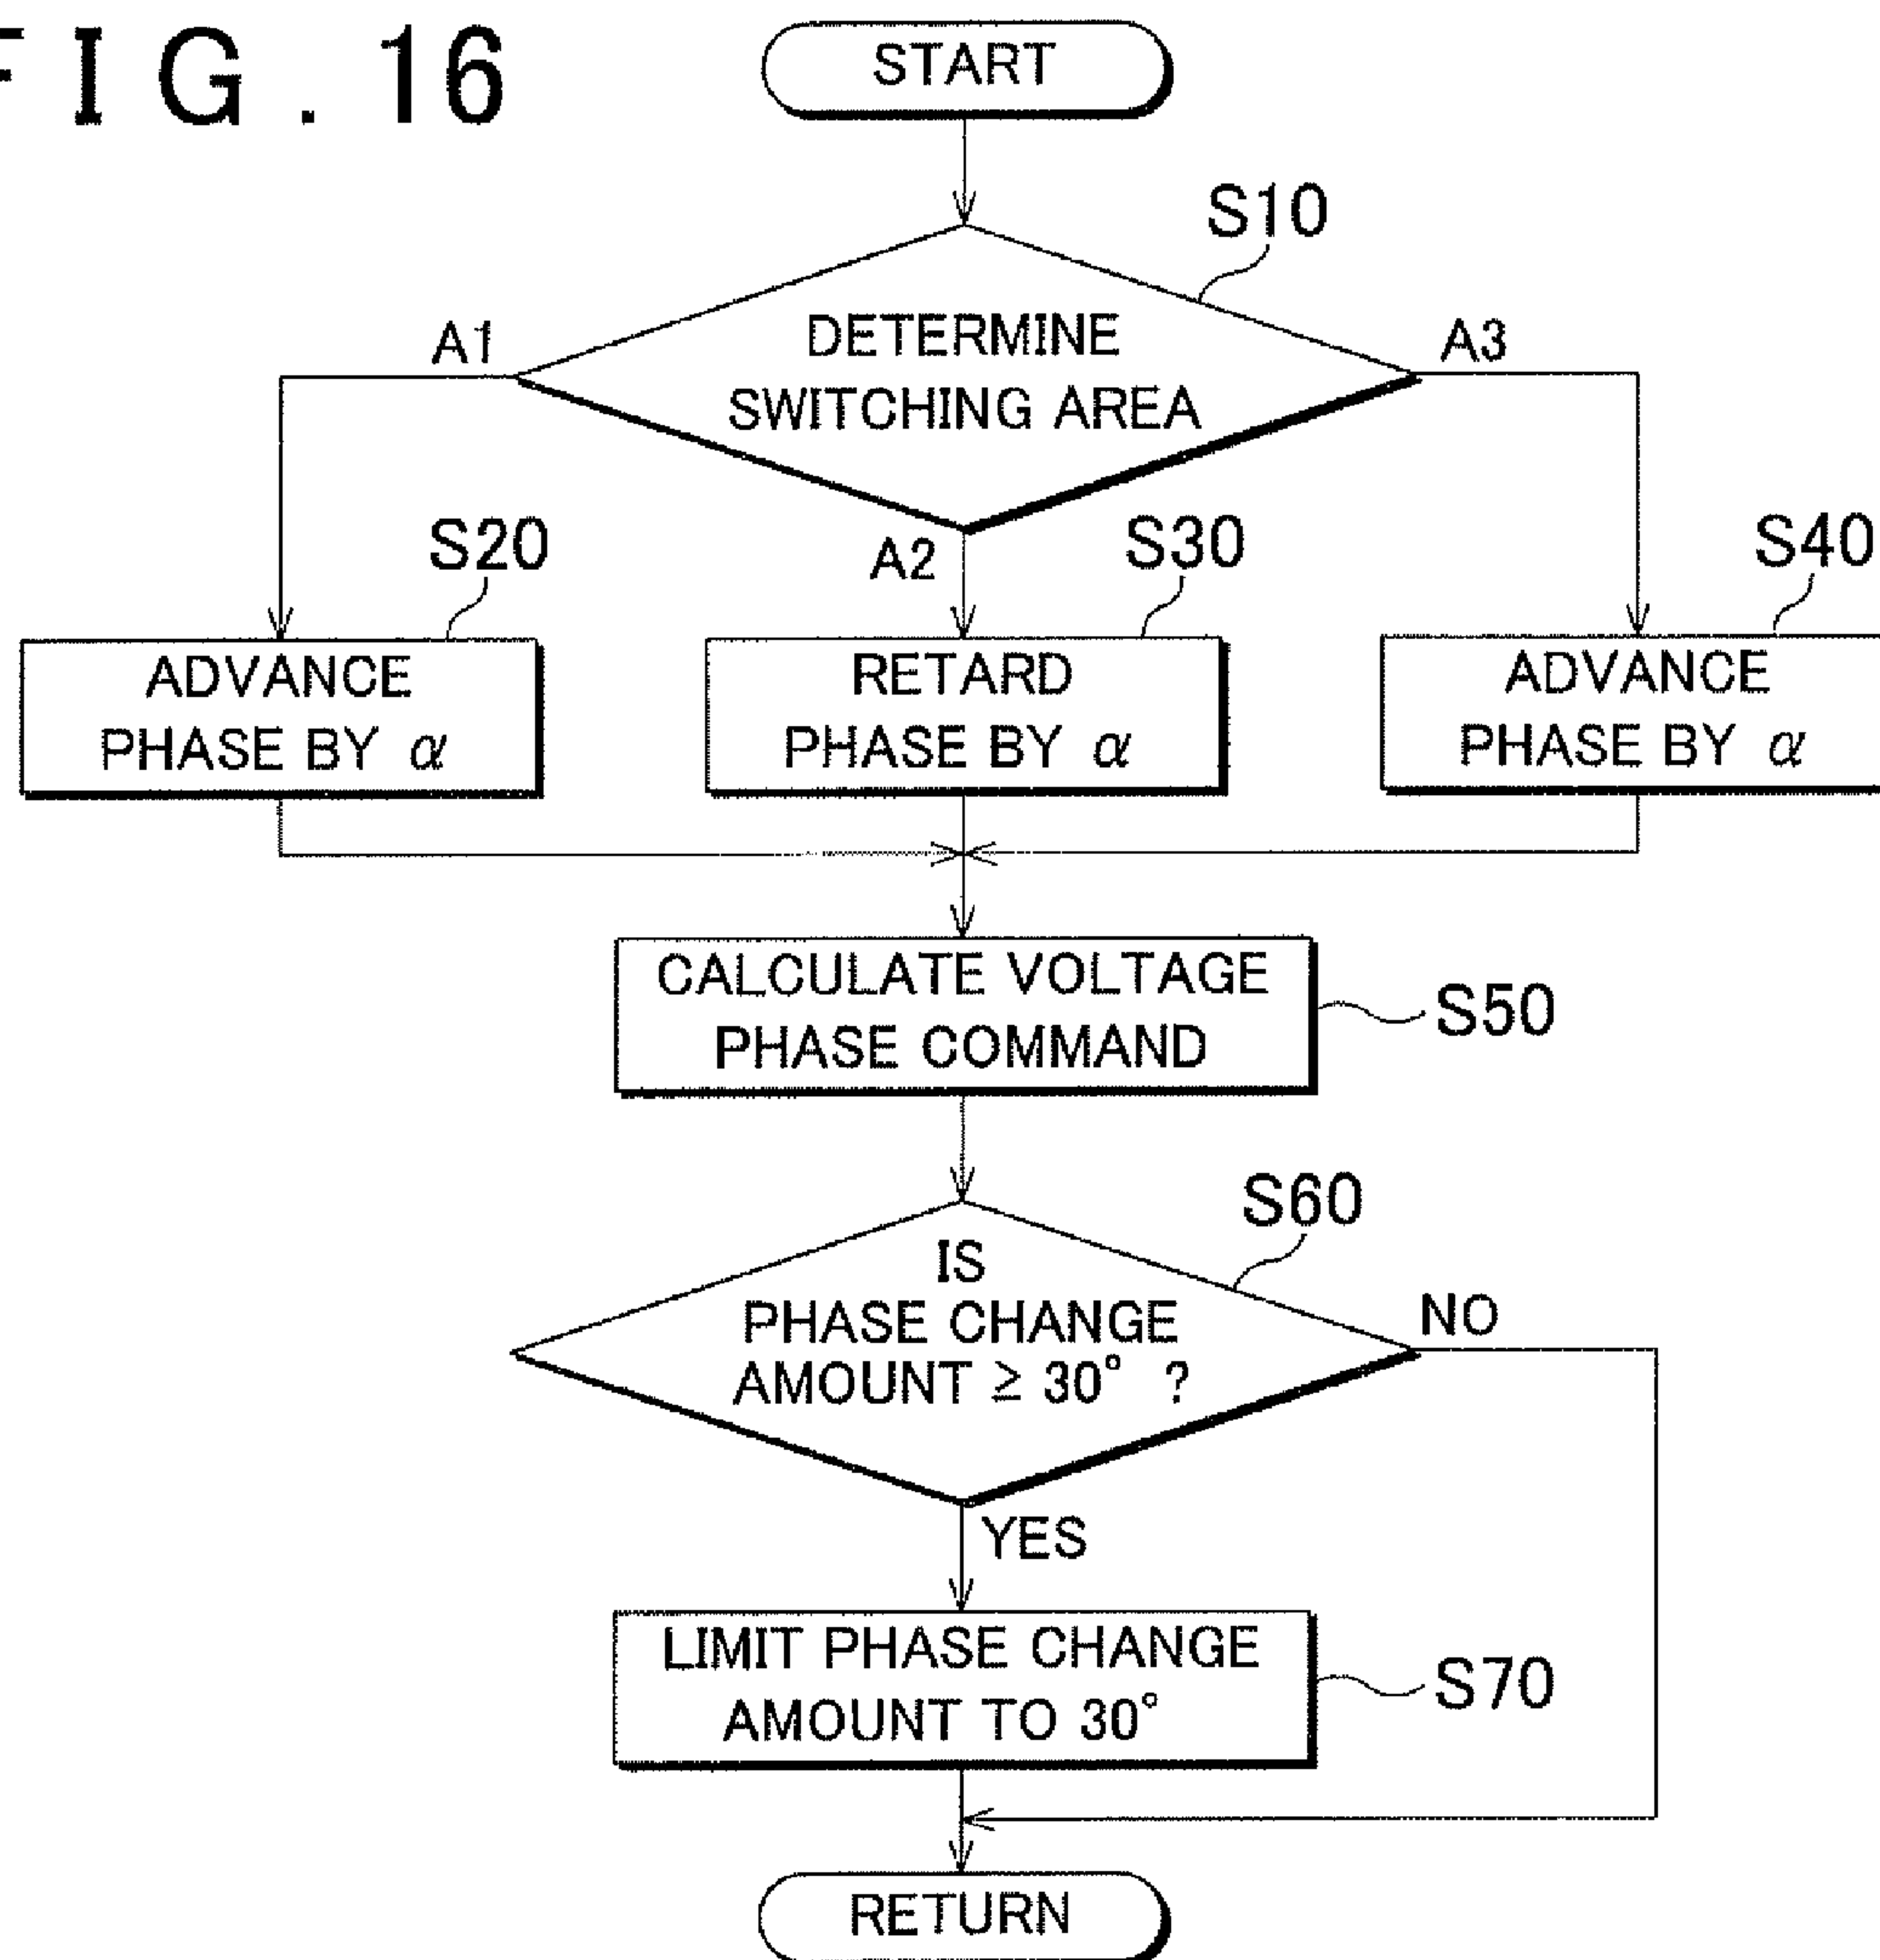 FIG.16
START
S10
DETERMINE
SWITCHING AREA
A1
A3
A2
S20
S30
S40
ADVANCE
PHASE BY α
RETARD
PHASE BY α
ADVANCE
PHASE BY α
CALCULATE VOLTAGE
PHASE COMMAND
S50
S60
IS
PHASE CHANGE
AMOUNT ≥ 30° ?
NO
YES
LIMIT PHASE CHANGE
AMOUNT TO 30°
S70
RETURN